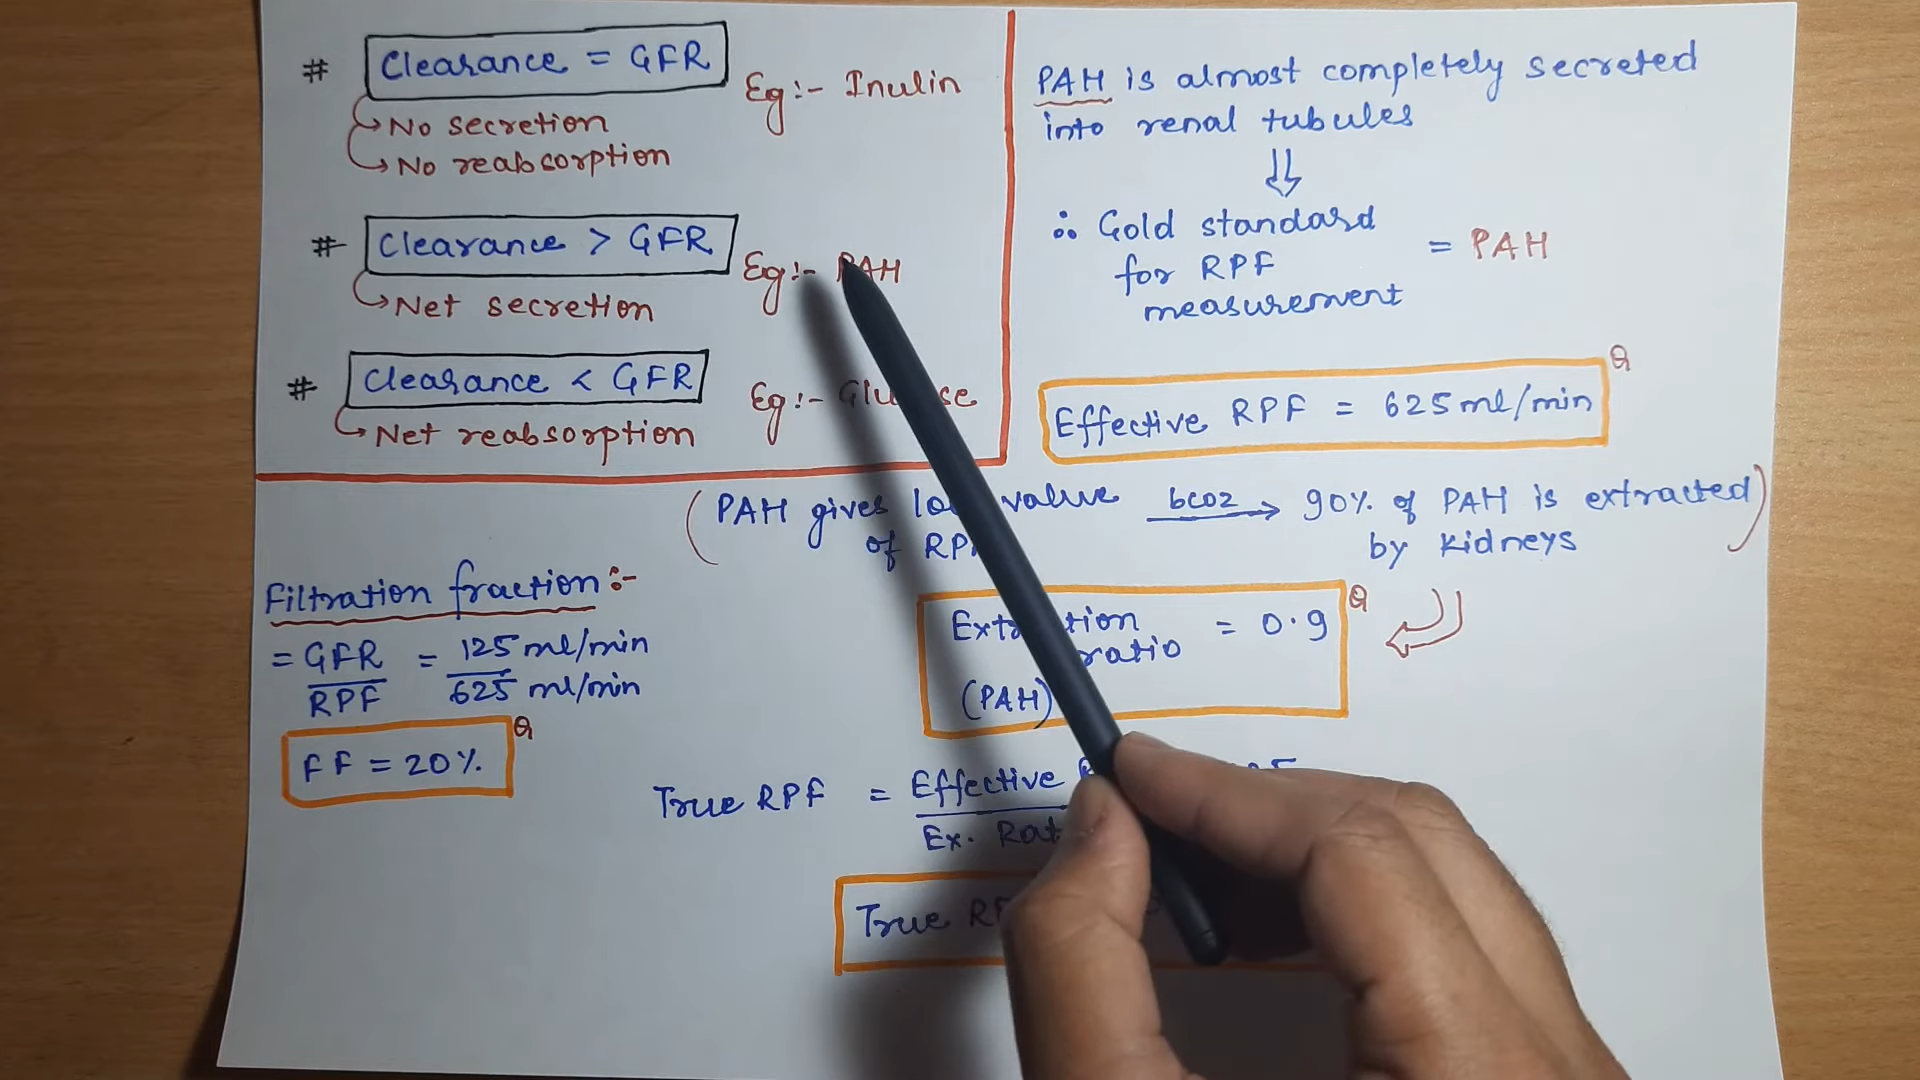 # Clearance = GFR
Eg:- Inulin
↳ No secretion
↳ No reabsorption
# Clearance > GFR
Eg:- PAH
↳ Net secretion
# Clearance < GFR
Eg:-
↳ Net reabsorption
PAH is almost completely secreted
into renal tubules
⇓
∴ Gold standard
for RPF
measurement
= PAH
Effective RPF = 625 ml/min Q
(PAH gives value bcoz → 90% of PAH is extracted)
of
by kidneys
Filtration fraction:-
= GFR/RPF = 125 ml/min / 625 ml/min
FF = 20% Q
ratio = 0.9 Q
(PAH)
True RPF = Effective
Ex.
True